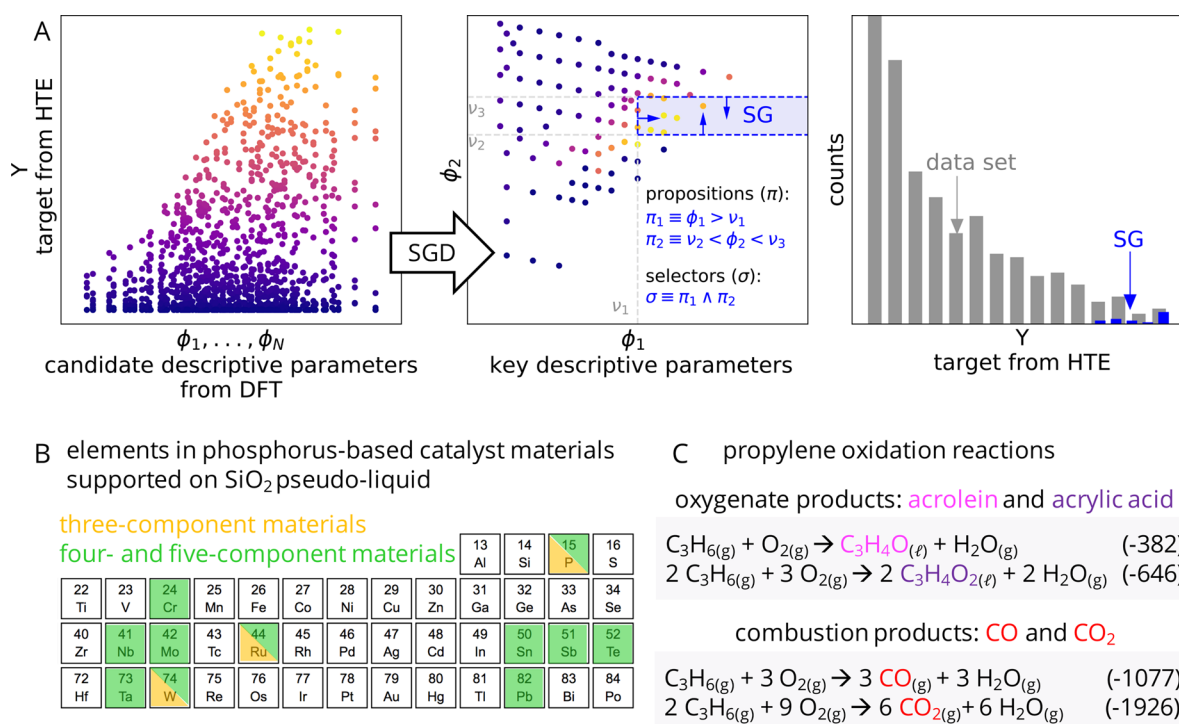 A
Y
target from HTE
ϕ₁, . . . , ϕ_N
candidate descriptive parameters
from DFT
SGD
ϕ₂
ν₃
ν₂
SG
propositions (π):
π₁ ≡ ϕ₁ > ν₁
π₂ ≡ ν₂ < ϕ₂ < ν₃
selectors (σ):
σ ≡ π₁ ∧ π₂
ν₁
ϕ₁
key descriptive parameters
counts
data set
SG
Y
target from HTE
B elements in phosphorus-based catalyst materials
supported on SiO₂ pseudo-liquid
three-component materials
four- and five-component materials
13 14 15 16
Al Si P S
22 23 24 25 26 27 28 29 30 31 32 33 34
Ti V Cr Mn Fe Co Ni Cu Zn Ga Ge As Se
40 41 42 43 44 45 46 47 48 49 50 51 52
Zr Nb Mo Tc Ru Rh Pd Ag Cd In Sn Sb Te
72 73 74 75 76 77 78 79 80 81 82 83 84
Hf Ta W Re Os Ir Pt Au Hg Tl Pb Bi Po
C propylene oxidation reactions
oxygenate products: acrolein and acrylic acid
C₃H₆(g) + O₂(g) → C₃H₄O(ℓ) + H₂O(g) (-382)
2 C₃H₆(g) + 3 O₂(g) → 2 C₃H₄O₂(ℓ) + 2 H₂O(g) (-646)
combustion products: CO and CO₂
C₃H₆(g) + 3 O₂(g) → 3 CO(g) + 3 H₂O(g) (-1077)
2 C₃H₆(g) + 9 O₂(g) → 6 CO₂(g) + 6 H₂O(g) (-1926)